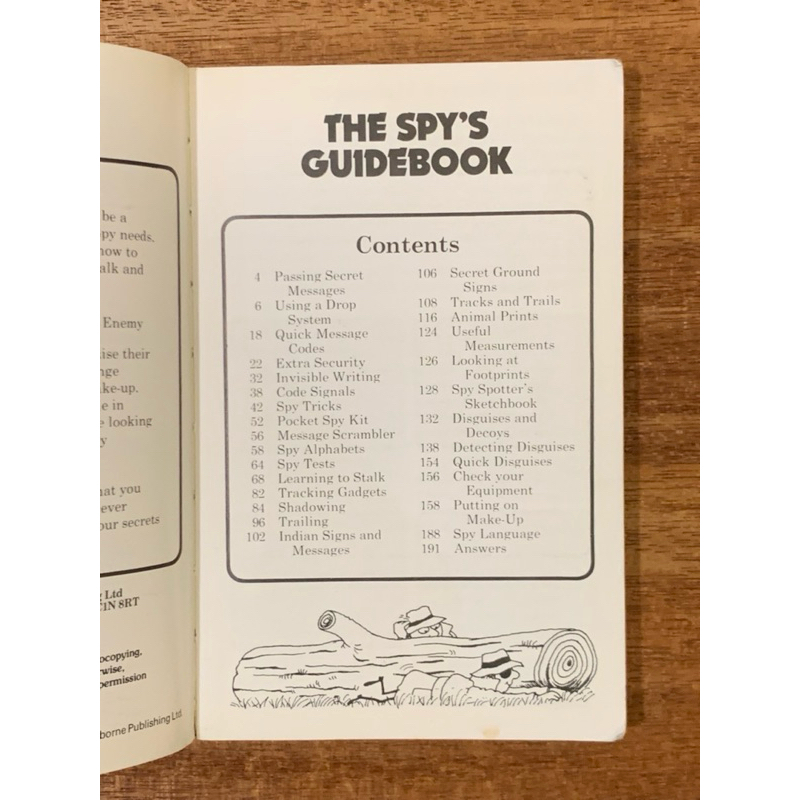 be a
py needs.
now to
alk and
Enemy
ise their
nge
ke-up.
e in
e looking
y
hat you
ever
our secrets
g Ltd
1N 8RT
ocopying,
wise,
permission
borne Publishing Ltd
THE SPY'S
GUIDEBOOK
Contents
4 Passing Secret
Messages
6 Using a Drop
System
18 Quick Message
Codes
22 Extra Security
32 Invisible Writing
38 Code Signals
42 Spy Tricks
52 Pocket Spy Kit
56 Message Scrambler
58 Spy Alphabets
64 Spy Tests
68 Learning to Stalk
82 Tracking Gadgets
84 Shadowing
96 Trailing
102 Indian Signs and
Messages
106 Secret Ground
Signs
108 Tracks and Trails
116 Animal Prints
124 Useful
Measurements
126 Looking at
Footprints
128 Spy Spotter's
Sketchbook
132 Disguises and
Decoys
138 Detecting Disguises
154 Quick Disguises
156 Check your
Equipment
158 Putting on
Make-Up
188 Spy Language
191 Answers